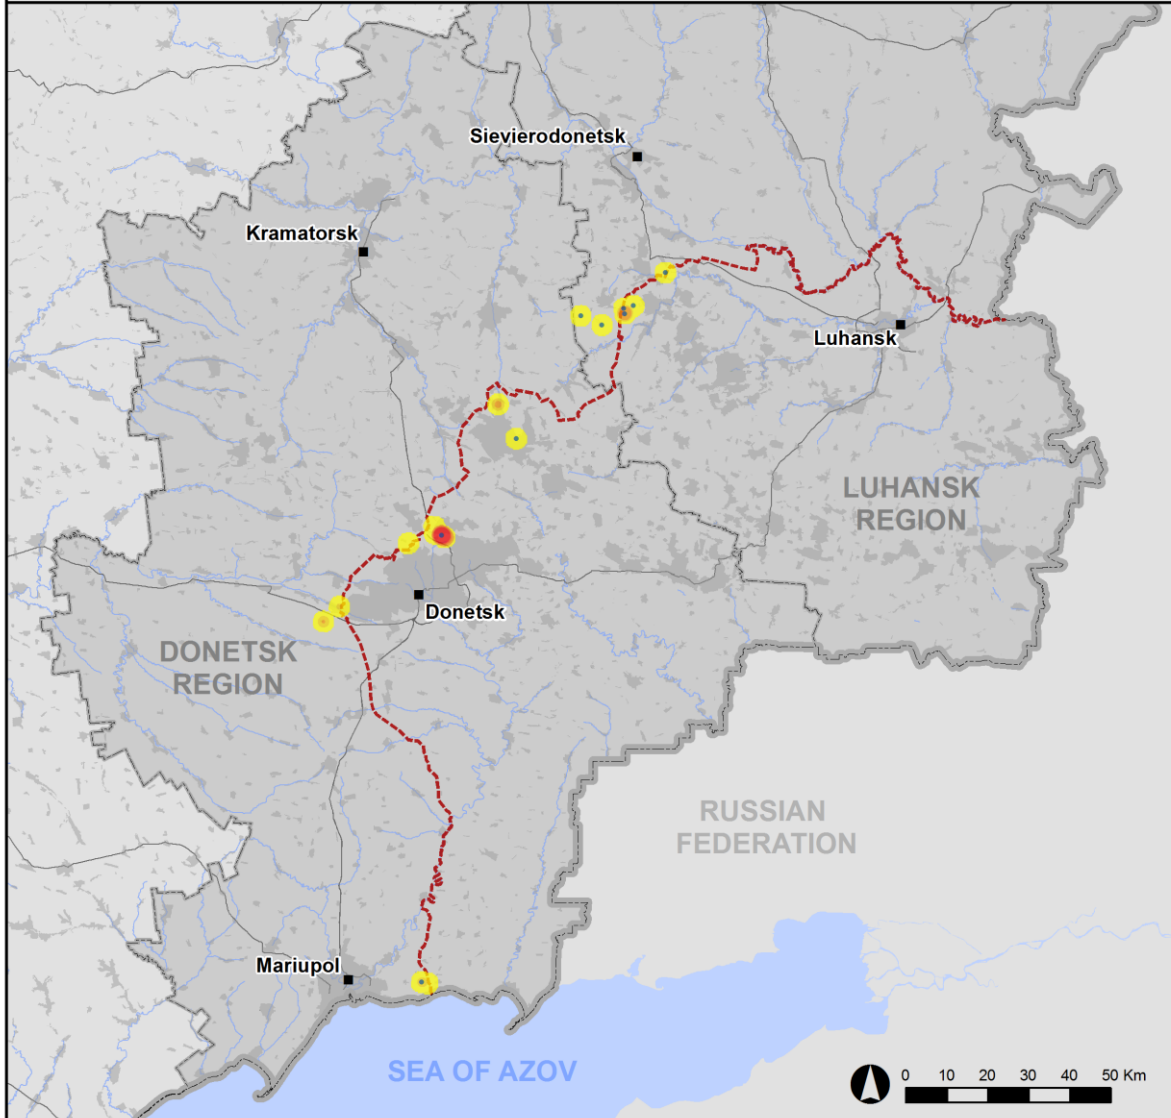 Sievierodonetsk
Kramatorsk
Luhansk
LUHANSK
REGION
Donetsk
DONETSK
REGION
RUSSIAN
FEDERATION
Mariupol
SEA OF AZOV
0 10 20 30 40 50 Km